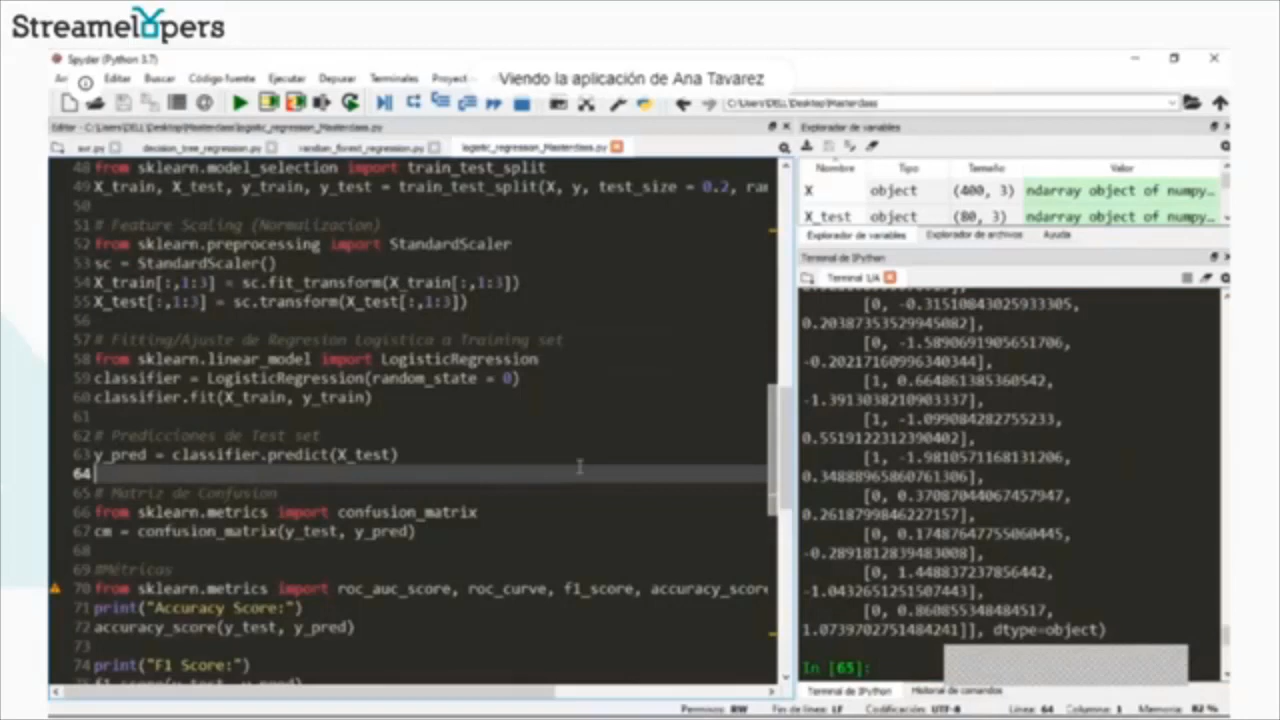 Streamelopers
Spyder (Python 3.7)
Editar Buscar Código fuente Ejecutar Depurar Terminales Proyect
Viendo la aplicación de Ana Tavarez
C:\Users\DELL\Desktop\Masterclass
Editor - C:\Users\DELL\Desktop\Masterclass\logistic_regression_Masterclass.py
svr.py decision_tree_regression.py random_forest_regression.py logistic_regression_Masterclass.py
48 from sklearn.model_selection import train_test_split
49 X_train, X_test, y_train, y_test = train_test_split(X, y, test_size = 0.2, ran
50
51 # Feature Scaling (Normalizacion)
52 from sklearn.preprocessing import StandardScaler
53 sc = StandardScaler()
54 X_train[:,1:3] = sc.fit_transform(X_train[:,1:3])
55 X_test[:,1:3] = sc.transform(X_test[:,1:3])
56
57 # Fitting/Ajuste de Regresion Logistica a Training set
58 from sklearn.linear_model import LogisticRegression
59 classifier = LogisticRegression(random_state = 0)
60 classifier.fit(X_train, y_train)
61
62 # Predicciones de Test set
63 y_pred = classifier.predict(X_test)
64
65 # Matriz de Confusion
66 from sklearn.metrics import confusion_matrix
67 cm = confusion_matrix(y_test, y_pred)
68
69 #Métricas
70 from sklearn.metrics import roc_auc_score, roc_curve, f1_score, accuracy_score
71 print("Accuracy Score:")
72 accuracy_score(y_test, y_pred)
73
74 print("F1 Score:")
Explorador de variables
Nombre Tipo Tamaño Valor
X object (400, 3) ndarray object of numpy...
X_test object (80, 3) ndarray object of numpy...
Explorador de variables Explorador de archivos Ayuda
Terminal de IPython
Terminal 1/A
[0, -0.31510843025933305,
0.20387353529945082],
[0, -1.5890691905651706,
-0.20217160996340344],
[1, 0.664861385360542,
-1.3913038210903337],
[1, -1.099084282755233,
0.5519122312390402],
[1, -1.9810571168131206,
0.348889658607613​06],
[0, 0.370870440674579​47,
0.2618799846227157],
[0, 0.17487647755060445,
-0.2891812839483008],
[0, 1.448837237856442,
-1.0432651251507443],
[0, 0.860855348484517,
1.0739702751484241]], dtype=object)
In [65]:
Terminal de IPython Historial de comandos
Permisos: RW Fin de línea: LF Codificación: UTF-8 Línea: 64 Columna: 1 Memoria: 82 %